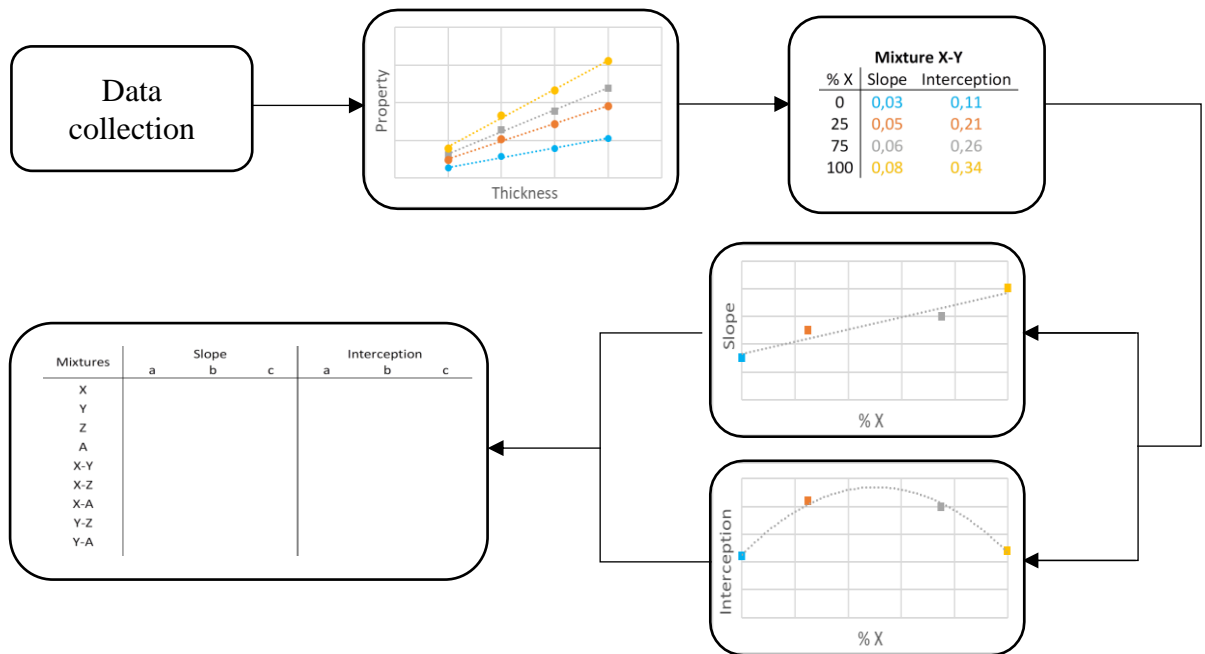 Data
collection
Property
Thickness
Mixture X-Y
% X Slope Interception
0 0,03 0,11
25 0,05 0,21
75 0,06 0,26
100 0,08 0,34
Slope
% X
Interception
% X
Mixtures Slope Interception
a b c a b c
X
Y
Z
A
X-Y
X-Z
X-A
Y-Z
Y-A